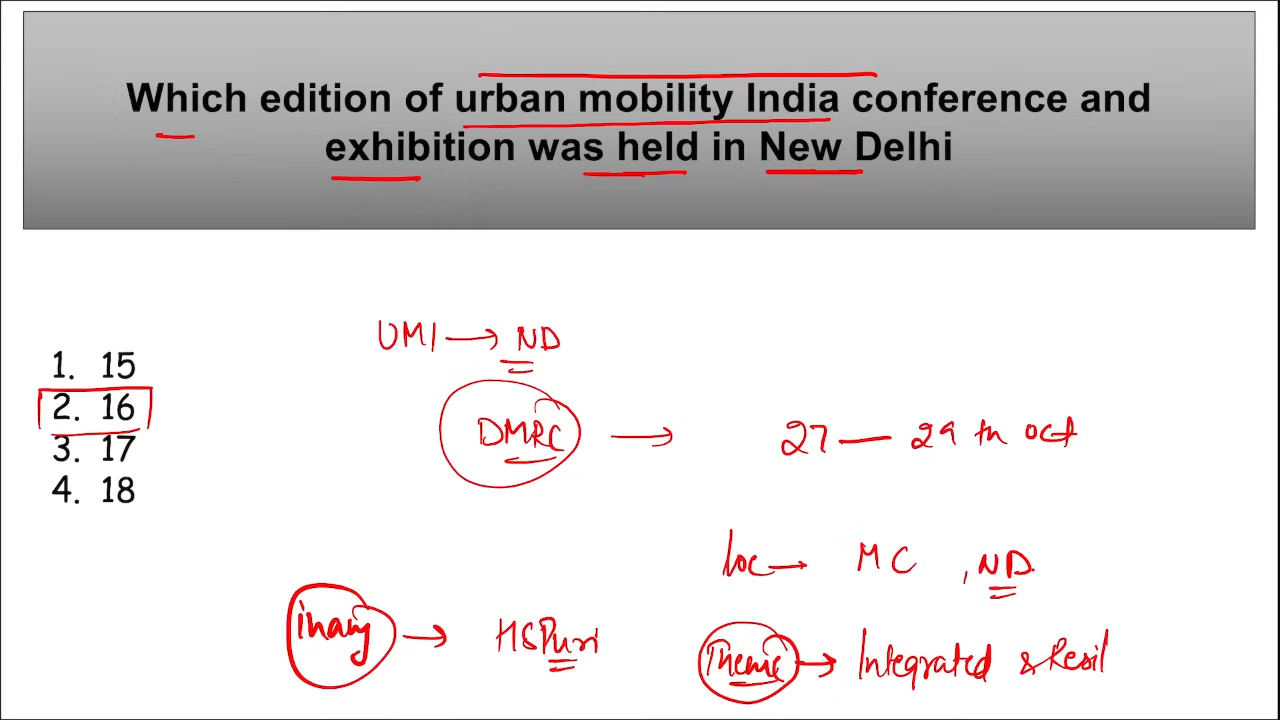 Which edition of urban mobility India conference and
exhibition was held in New Delhi
UMI → ND
1. 15
2. 16
3. 17
4. 18
DMRC → 27 — 29 th oct
loc → MC , ND
inaug → HSPuri
Theme → Integrated & Resil